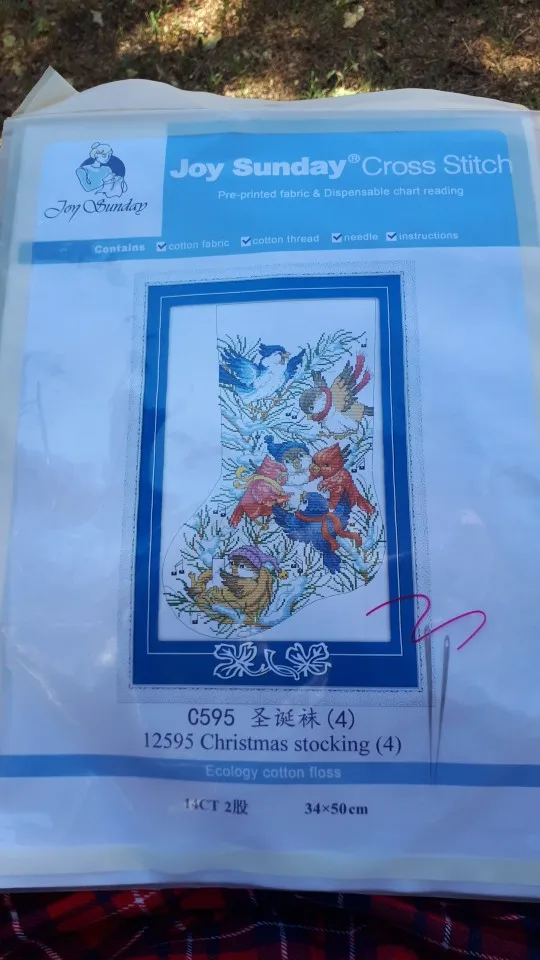 Joy Sunday
Joy Sunday® Cross Stitch
Pre-printed fabric & Dispensable chart reading
Contains cotton fabric cotton thread needle instructions
C595 圣诞袜(4)
12595 Christmas stocking (4)
Ecology cotton floss
14CT 2股 34×50cm